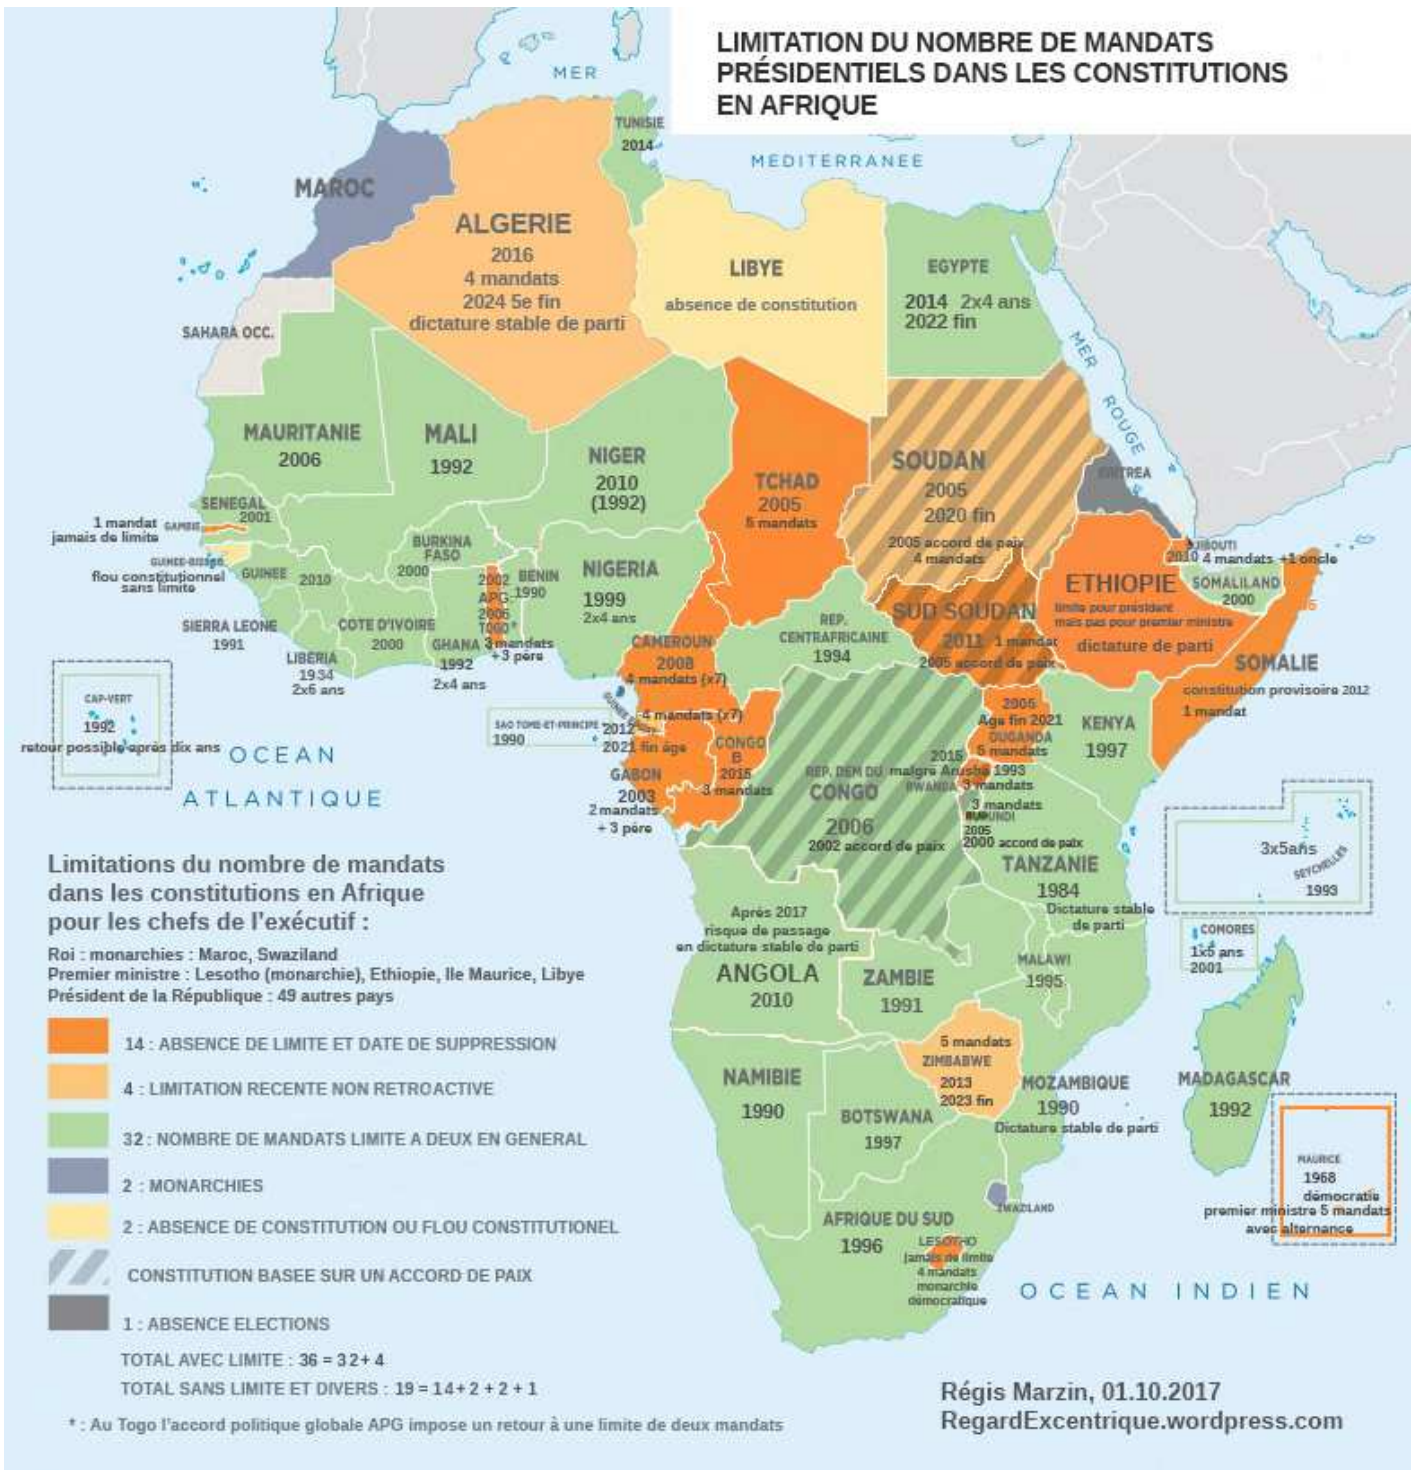 LIMITATION DU NOMBRE DE MANDATS
PRÉSIDENTIELS DANS LES CONSTITUTIONS
EN AFRIQUE
MER
MEDITERRANEE
TUNISIE
2014
MAROC
ALGERIE
2016
4 mandats
2024 5e fin
dictature stable de parti
LIBYE
absence de constitution
EGYPTE
2014 2x4 ans
2022 fin
MER ROUGE
SAHARA OCC.
MAURITANIE
2006
MALI
1992
NIGER
2010
(1992)
TCHAD
2005
5 mandats
SOUDAN
2005
2020 fin
2005 accord de paix
4 mandats
ERITREA
SENEGAL
2001
1 mandat
jamais de limite
GAMBIE
GUINEE-BISSAU
flou constitutionnel
sans limite
GUINEE 2010
BURKINA
FASO
2000
2002
APG
2006
TOGO*
3 mandats
+ 3 père
BENIN
1990
NIGERIA
1999
2x4 ans
DJIBOUTI
2010 4 mandats +1 oncle
ETHIOPIE
limite pour président
mais pas pour premier ministre
dictature de parti
SOMALILAND
2000
SIERRA LEONE
1991
LIBERIA
1934
2x6 ans
COTE D'IVOIRE
2000
GHANA
1992
2x4 ans
CAMEROUN
2008
4 mandats (x7)
REP.
CENTRAFRICAINE
1994
SUD SOUDAN
2011 1 mandat
2005 accord de paix
SOMALIE
constitution provisoire 2012
1 mandat
CAP-VERT
1992
retour possible après dix ans
OCEAN
ATLANTIQUE
SAO TOME-ET-PRINCIPE
1990
4 mandats (x7)
2012
2021 fin âge
GABON
2003
2 mandats
+ 3 père
CONGO
B
2015
3 mandats
2005
Age fin 2021
OUGANDA
5 mandats
KENYA
1997
2015
malgré Arusha 1993
RWANDA 3 mandats
3 mandats
BURUNDI
2005
2000 accord de paix
REP. DEM DU
CONGO
2006
2002 accord de paix
TANZANIE
1984
Dictature stable
de parti
3x5ans
SEYCHELLES
1993
COMORES
1x5 ans
2001
Après 2017
risque de passage
en dictature stable de parti
ANGOLA
2010
ZAMBIE
1991
MALAWI
1995
5 mandats
ZIMBABWE
2013
2023 fin
MOZAMBIQUE
1990
Dictature stable de parti
MADAGASCAR
1992
NAMIBIE
1990
BOTSWANA
1997
MAURICE
1968
démocratie
premier ministre 5 mandats
avec alternance
SWAZILAND
AFRIQUE DU SUD
1996
LESOTHO
jamais de limite
4 mandats
monarchie
démocratique
OCEAN INDIEN
Limitations du nombre de mandats
dans les constitutions en Afrique
pour les chefs de l'exécutif :
Roi : monarchies : Maroc, Swaziland
Premier ministre : Lesotho (monarchie), Ethiopie, Ile Maurice, Libye
Président de la République : 49 autres pays
14 : ABSENCE DE LIMITE ET DATE DE SUPPRESSION
4 : LIMITATION RECENTE NON RETROACTIVE
32 : NOMBRE DE MANDATS LIMITE A DEUX EN GENERAL
2 : MONARCHIES
2 : ABSENCE DE CONSTITUTION OU FLOU CONSTITUTIONEL
CONSTITUTION BASEE SUR UN ACCORD DE PAIX
1 : ABSENCE ELECTIONS
TOTAL AVEC LIMITE : 36 = 32+ 4
TOTAL SANS LIMITE ET DIVERS : 19 = 14+ 2 + 2 + 1
* : Au Togo l'accord politique globale APG impose un retour à une limite de deux mandats
Régis Marzin, 01.10.2017
RegardExcentrique.wordpress.com